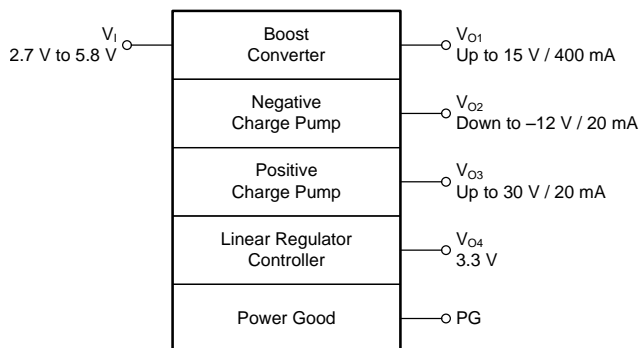 V_I
2.7 V to 5.8 V
Boost
Converter
V_O1
Up to 15 V / 400 mA
Negative
Charge Pump
V_O2
Down to –12 V / 20 mA
Positive
Charge Pump
V_O3
Up to 30 V / 20 mA
Linear Regulator
Controller
V_O4
3.3 V
Power Good
PG